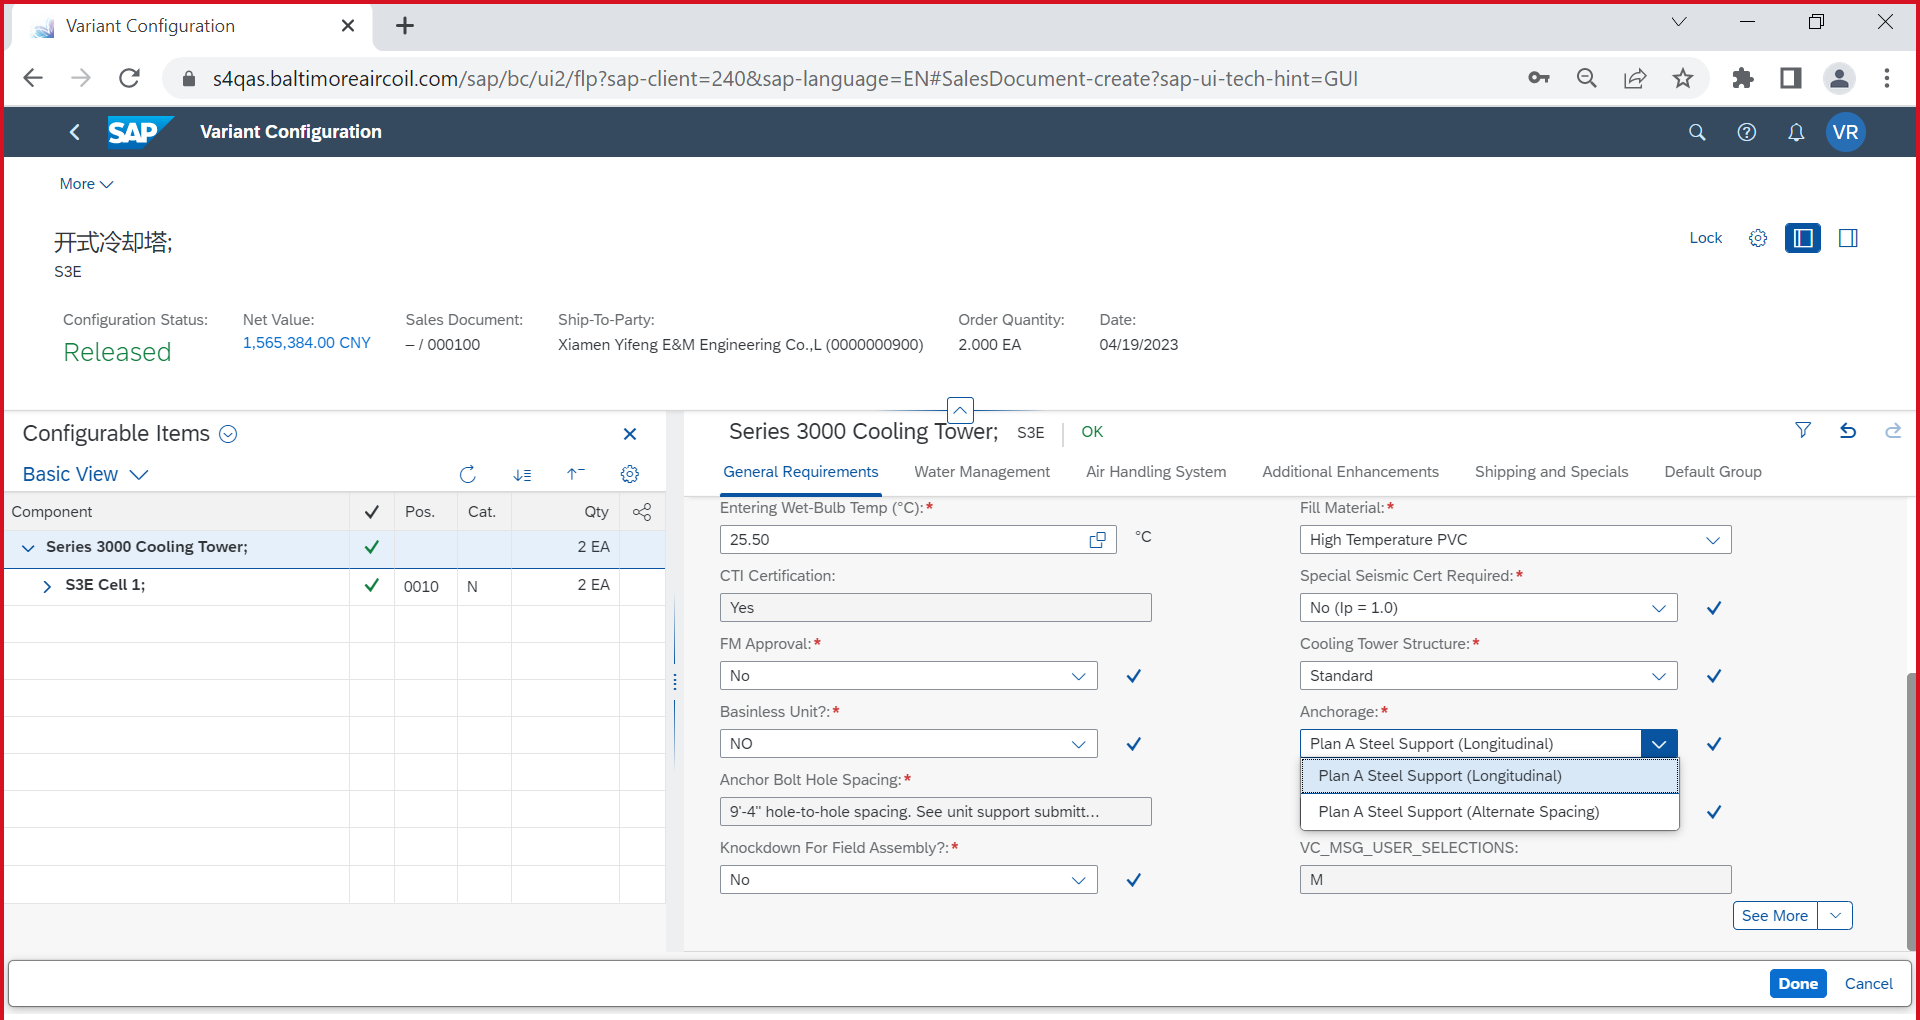 Variant Configuration
s4qas.baltimoreaircoil.com/sap/bc/ui2/flp?sap-client=240&sap-language=EN#SalesDocument-create?sap-ui-tech-hint=GUI
SAP Variant Configuration VR
More
开式冷却塔;
Lock
S3E
Configuration Status: Net Value: Sales Document: Ship-To-Party: Order Quantity: Date:
Released 1,565,384.00 CNY – / 000100 Xiamen Yifeng E&M Engineering Co.,L (0000000900) 2.000 EA 04/19/2023
Configurable Items
Basic View
Component Pos. Cat. Qty
Series 3000 Cooling Tower; 2 EA
S3E Cell 1; 0010 N 2 EA
Series 3000 Cooling Tower; S3E OK
General Requirements Water Management Air Handling System Additional Enhancements Shipping and Specials Default Group
Entering Wet-Bulb Temp (°C):*
25.50 °C
CTI Certification:
Yes
FM Approval:*
No
Basinless Unit?:*
NO
Anchor Bolt Hole Spacing:*
9'-4" hole-to-hole spacing. See unit support submitt...
Knockdown For Field Assembly?:*
No
Fill Material:*
High Temperature PVC
Special Seismic Cert Required:*
No (Ip = 1.0)
Cooling Tower Structure:*
Standard
Anchorage:*
Plan A Steel Support (Longitudinal)
Plan A Steel Support (Longitudinal)
Plan A Steel Support (Alternate Spacing)
VC_MSG_USER_SELECTIONS:
M
See More
Done Cancel